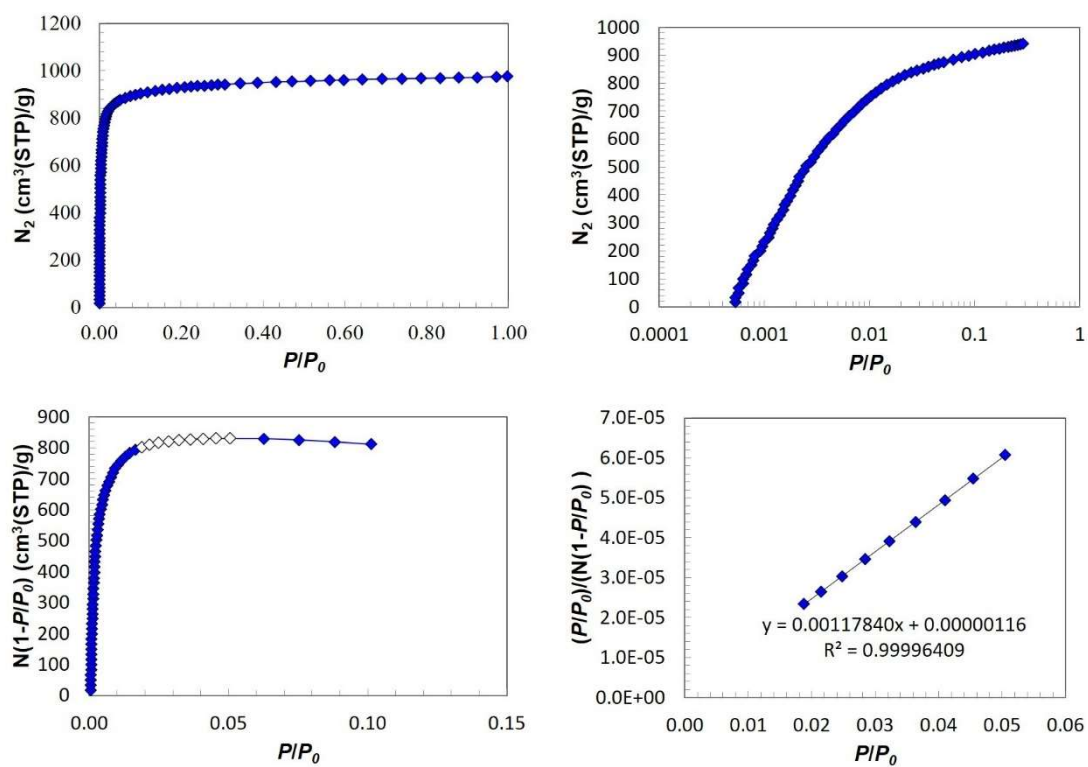 1200
1000
800
600
400
200
0
0.00 0.20 0.40 0.60 0.80 1.00
N₂ (cm³(STP)/g)
P/P₀
1000
900
800
700
600
500
400
300
200
100
0
0.0001 0.001 0.01 0.1 1
N₂ (cm³(STP)/g)
P/P₀
900
800
700
600
500
400
300
200
100
0
0.00 0.05 0.10 0.15
N(1-P/P₀) (cm³(STP)/g)
P/P₀
7.0E-05
6.0E-05
5.0E-05
4.0E-05
3.0E-05
2.0E-05
1.0E-05
0.0E+00
0.00 0.01 0.02 0.03 0.04 0.05 0.06
(P/P₀)/(N(1-P/P₀) )
y = 0.00117840x + 0.00000116
R² = 0.99996409
P/P₀